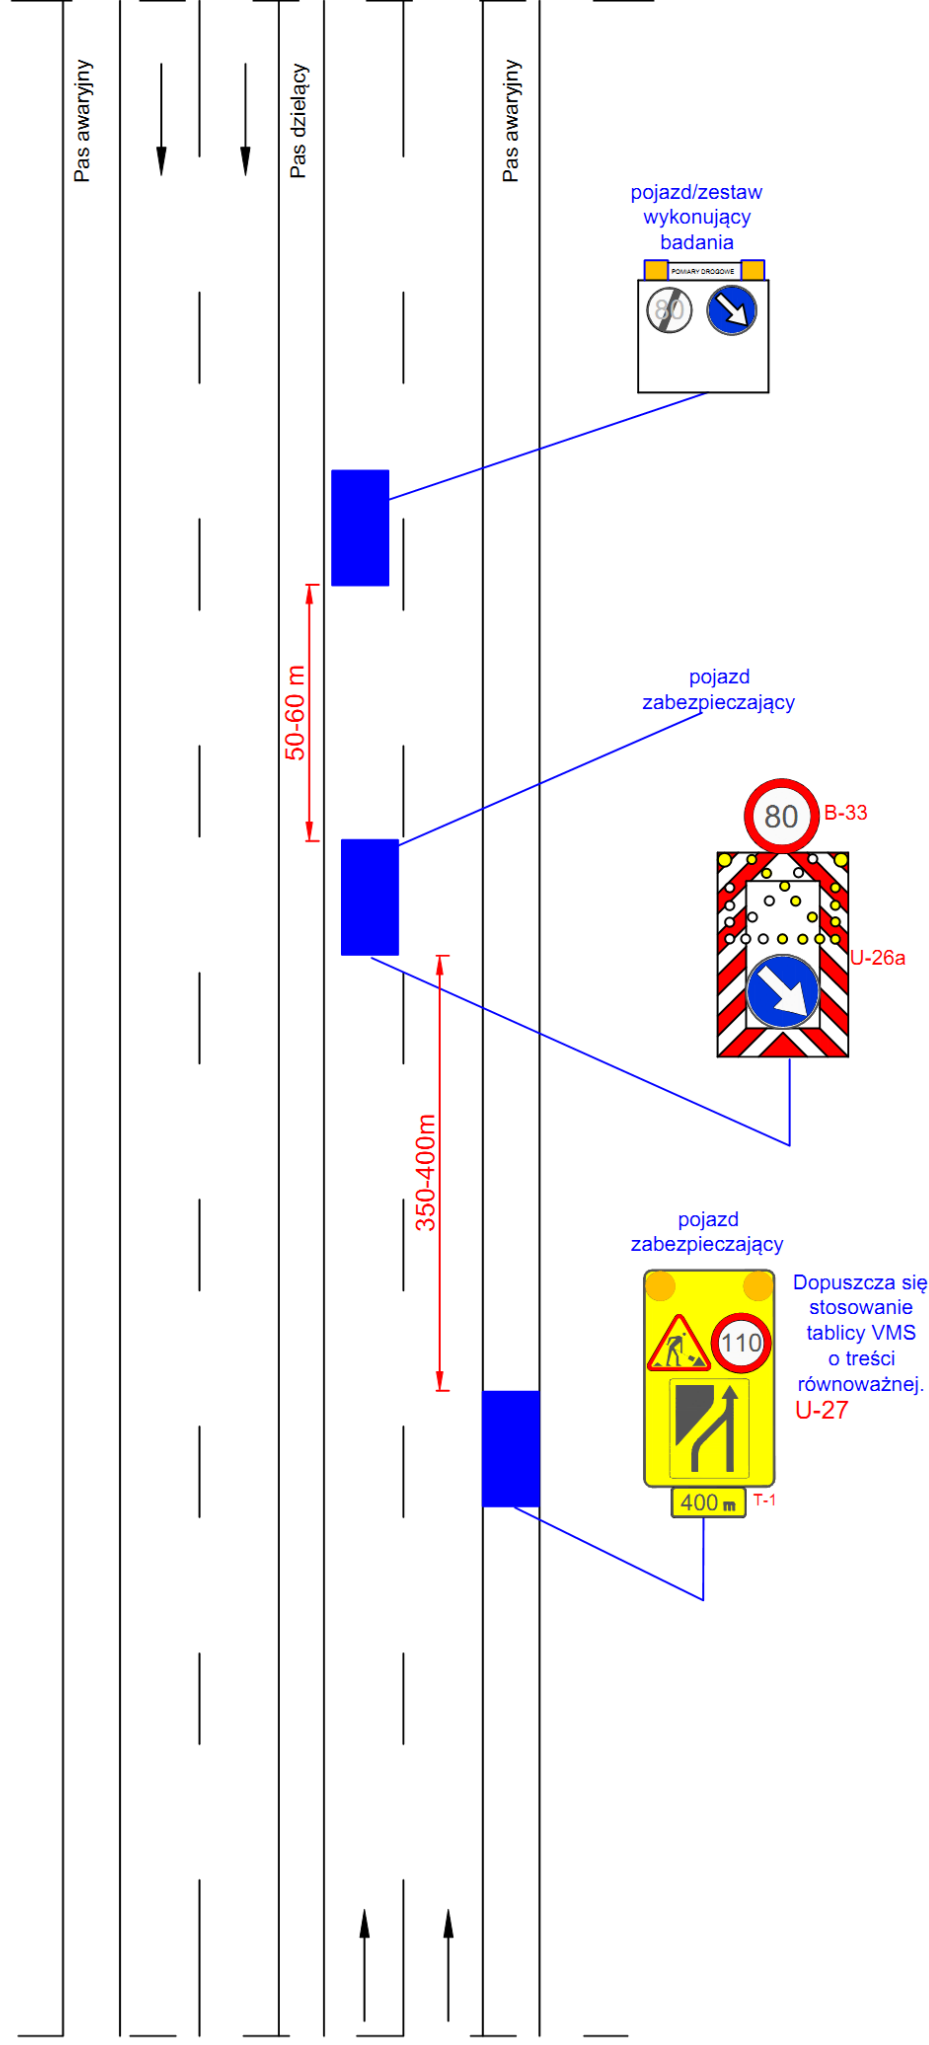 Pas awaryjny
Pas dzielący
Pas awaryjny
pojazd/zestaw
wykonujący
badania
POMIARY DROGOWE
80
50-60 m
pojazd
zabezpieczający
80
B-33
U-26a
350-400m
pojazd
zabezpieczający
110
Dopuszcza się
stosowanie
tablicy VMS
o treści
równoważnej.
U-27
400 m
T-1